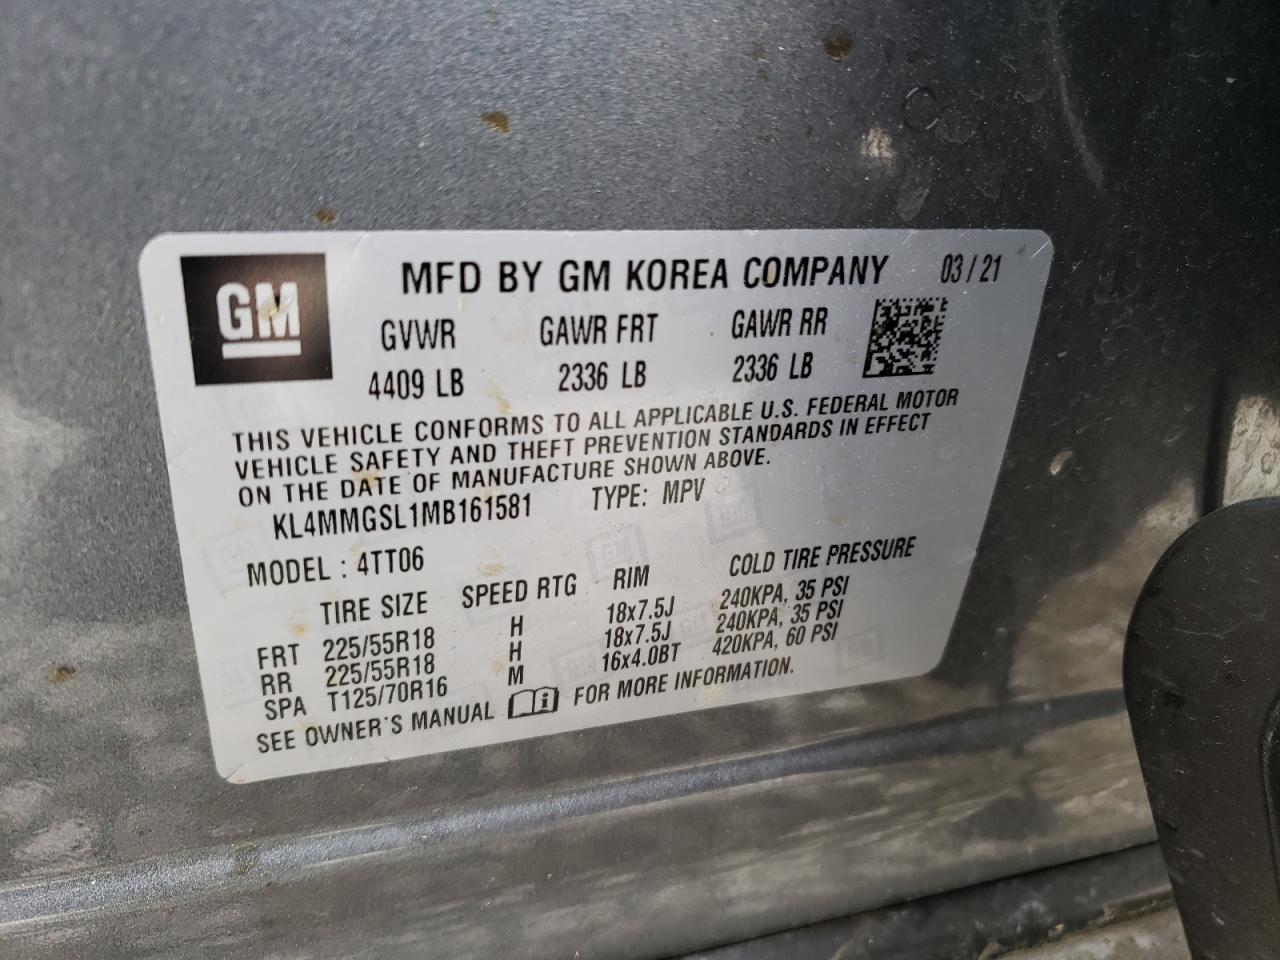 GM
MFD BY GM KOREA COMPANY 03/21
GVWR GAWR FRT GAWR RR
4409 LB 2336 LB 2336 LB
THIS VEHICLE CONFORMS TO ALL APPLICABLE U.S. FEDERAL MOTOR
VEHICLE SAFETY AND THEFT PREVENTION STANDARDS IN EFFECT
ON THE DATE OF MANUFACTURE SHOWN ABOVE.
KL4MMGSL1MB161581 TYPE: MPV
MODEL : 4TT06
TIRE SIZE SPEED RTG RIM COLD TIRE PRESSURE
FRT 225/55R18 H 18x7.5J 240KPA, 35 PSI
RR 225/55R18 H 18x7.5J 240KPA, 35 PSI
SPA T125/70R16 M 16x4.0BT 420KPA, 60 PSI
SEE OWNER'S MANUAL i FOR MORE INFORMATION.